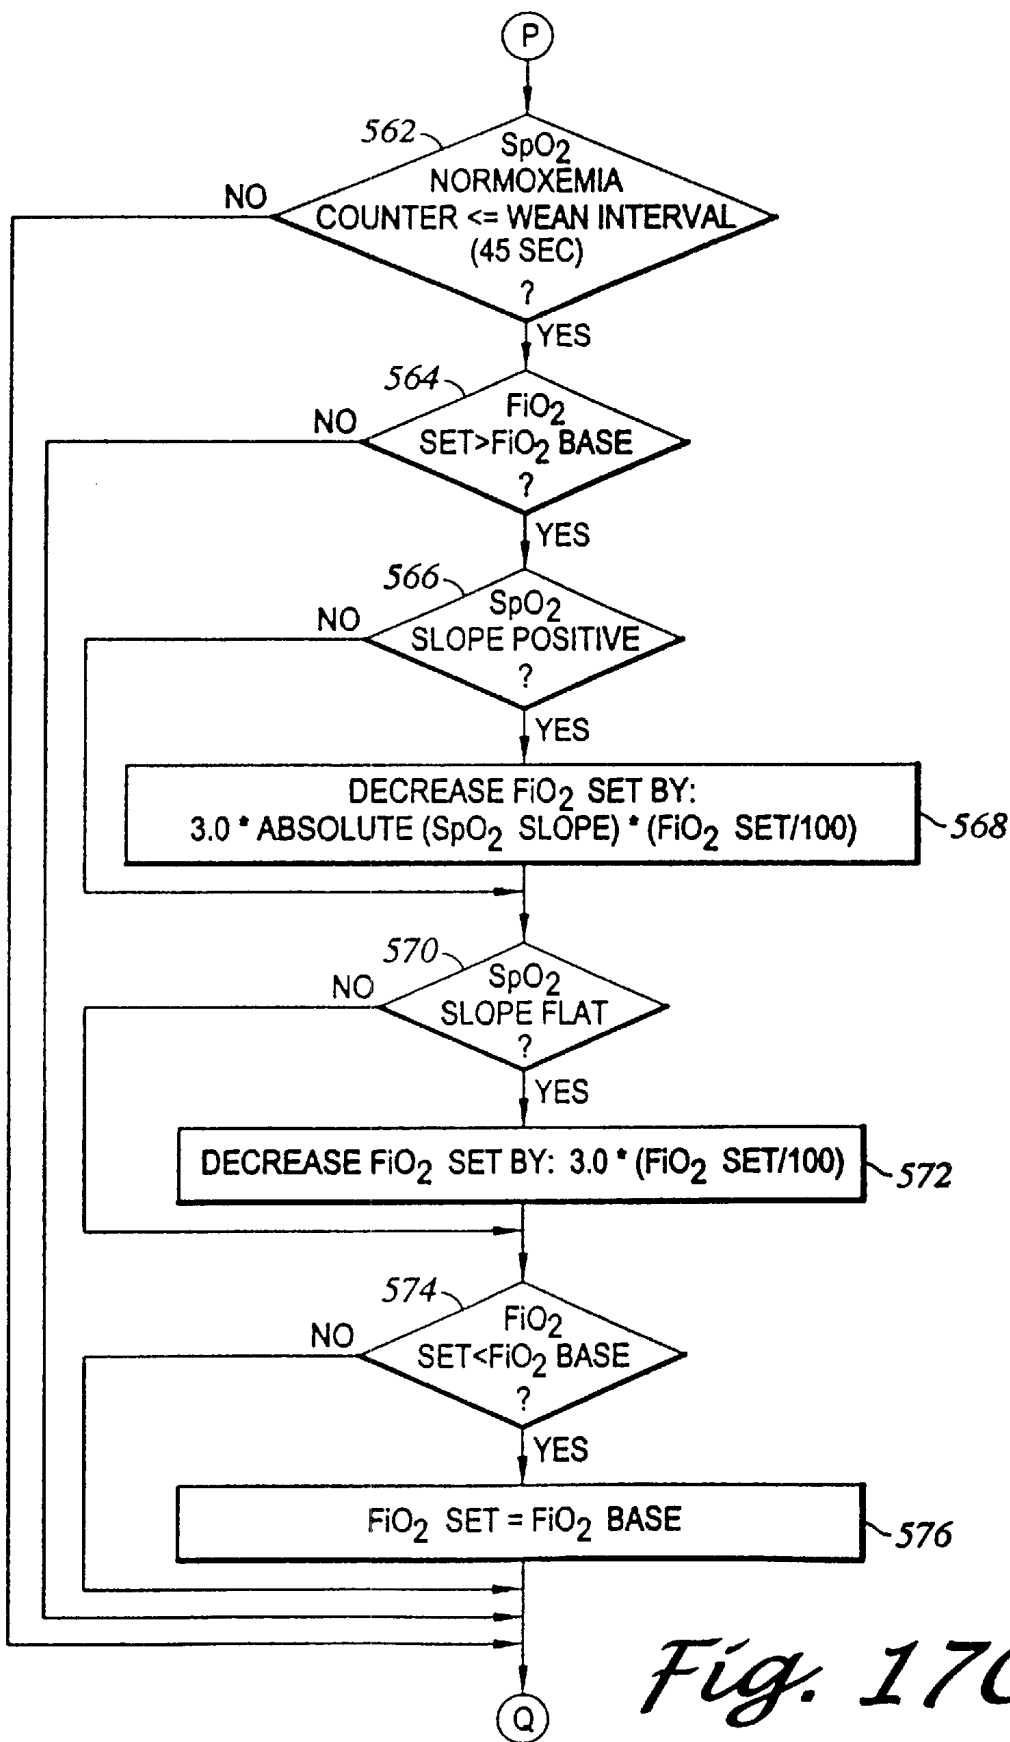 P
562
SpO2
NORMOXEMIA
COUNTER <= WEAN INTERVAL
(45 SEC)
?
NO
YES
564
FiO2
SET>FiO2 BASE
?
NO
YES
566
SpO2
SLOPE POSITIVE
?
NO
YES
DECREASE FiO2 SET BY:
3.0 * ABSOLUTE (SpO2 SLOPE) * (FiO2 SET/100)
568
570
SpO2
SLOPE FLAT
?
NO
YES
DECREASE FiO2 SET BY: 3.0 * (FiO2 SET/100)
572
574
FiO2
SET<FiO2 BASE
?
NO
YES
FiO2 SET = FiO2 BASE
576
Q
Fig. 17